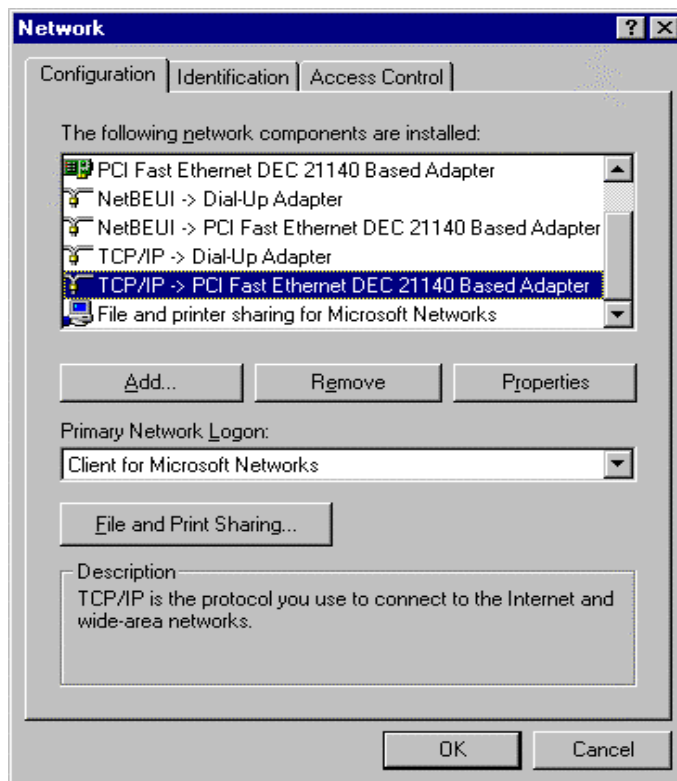 Network
Configuration Identification Access Control
The following network components are installed:
PCI Fast Ethernet DEC 21140 Based Adapter
NetBEUI -> Dial-Up Adapter
NetBEUI -> PCI Fast Ethernet DEC 21140 Based Adapter
TCP/IP -> Dial-Up Adapter
TCP/IP -> PCI Fast Ethernet DEC 21140 Based Adapter
File and printer sharing for Microsoft Networks
Add... Remove Properties
Primary Network Logon:
Client for Microsoft Networks
File and Print Sharing...
Description
TCP/IP is the protocol you use to connect to the Internet and
wide-area networks.
OK Cancel